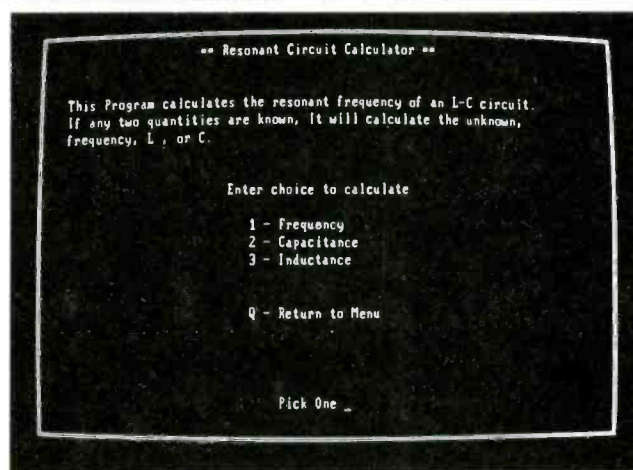 == Resonant Circuit Calculator ==
This Program calculates the resonant frequency of an L-C circuit.
If any two quantities are known, It will calculate the unknown,
frequency, L , or C.
Enter choice to calculate
1 - Frequency
2 - Capacitance
3 - Inductance
Q - Return to Menu
Pick One _